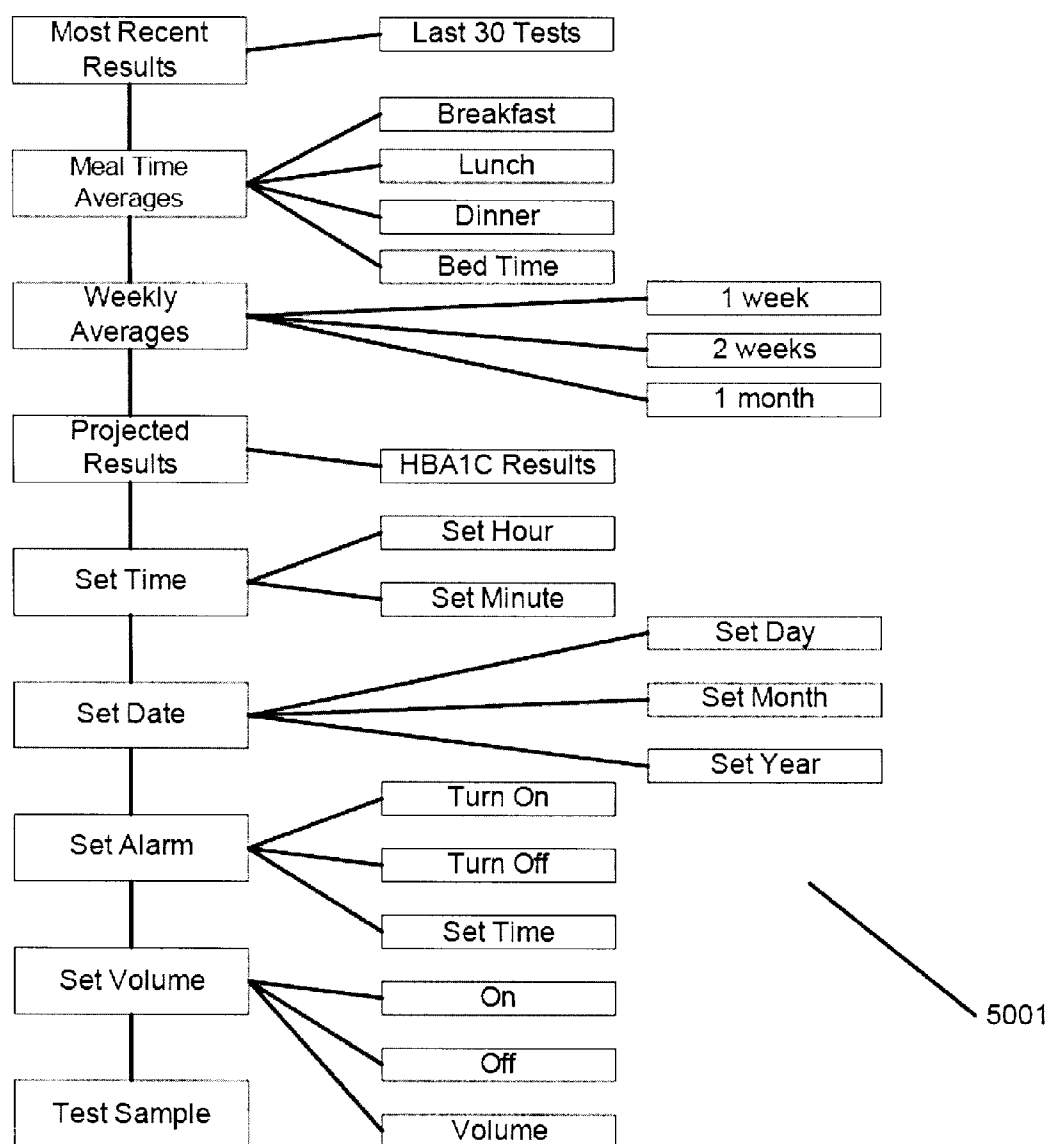 Most Recent
Results
Last 30 Tests
Meal Time
Averages
Breakfast
Lunch
Dinner
Bed Time
Weekly
Averages
1 week
2 weeks
1 month
Projected
Results
HBA1C Results
Set Time
Set Hour
Set Minute
Set Date
Set Day
Set Month
Set Year
Set Alarm
Turn On
Turn Off
Set Time
Set Volume
On
Off
Volume
Test Sample
5001